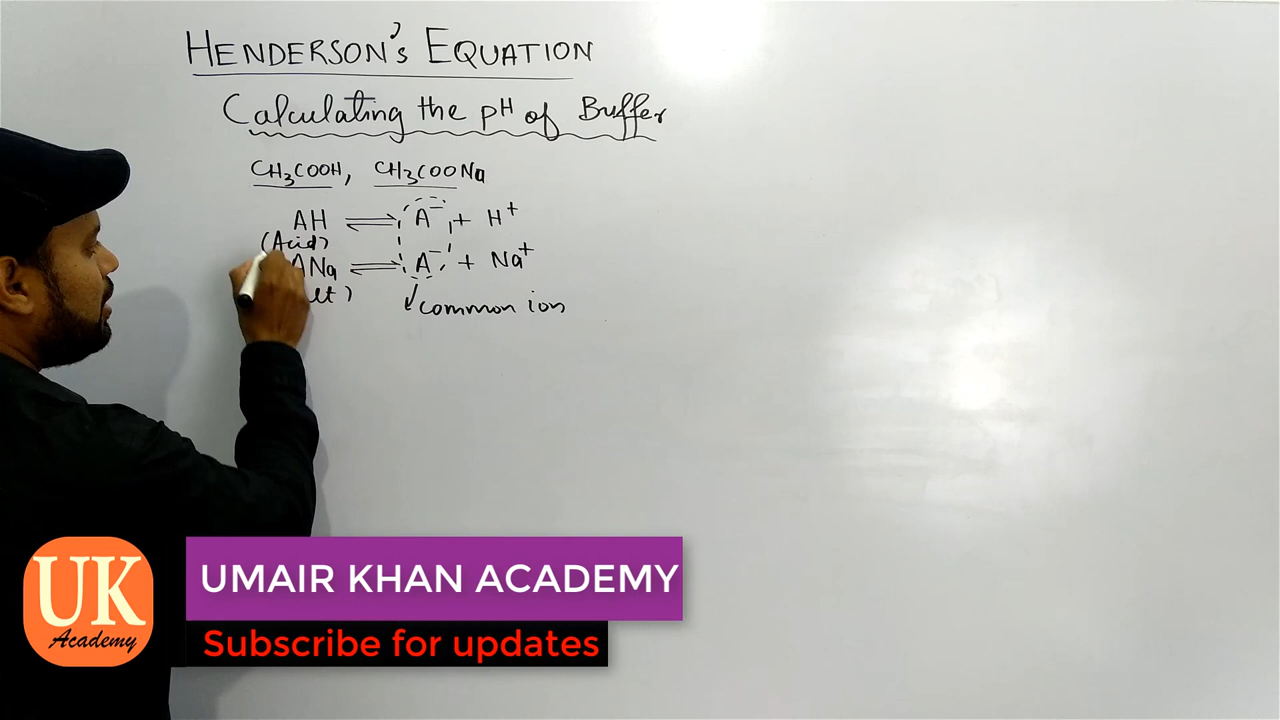 HENDERSON's EQUATION
Calculating the pH of Buffer
CH₃COOH, CH₃COONa
AH ⇌ A⁻ + H⁺
(Acid)
ANa ⇌ A⁻ + Na⁺
common ion
UK
Academy
UMAIR KHAN ACADEMY
Subscribe for updates